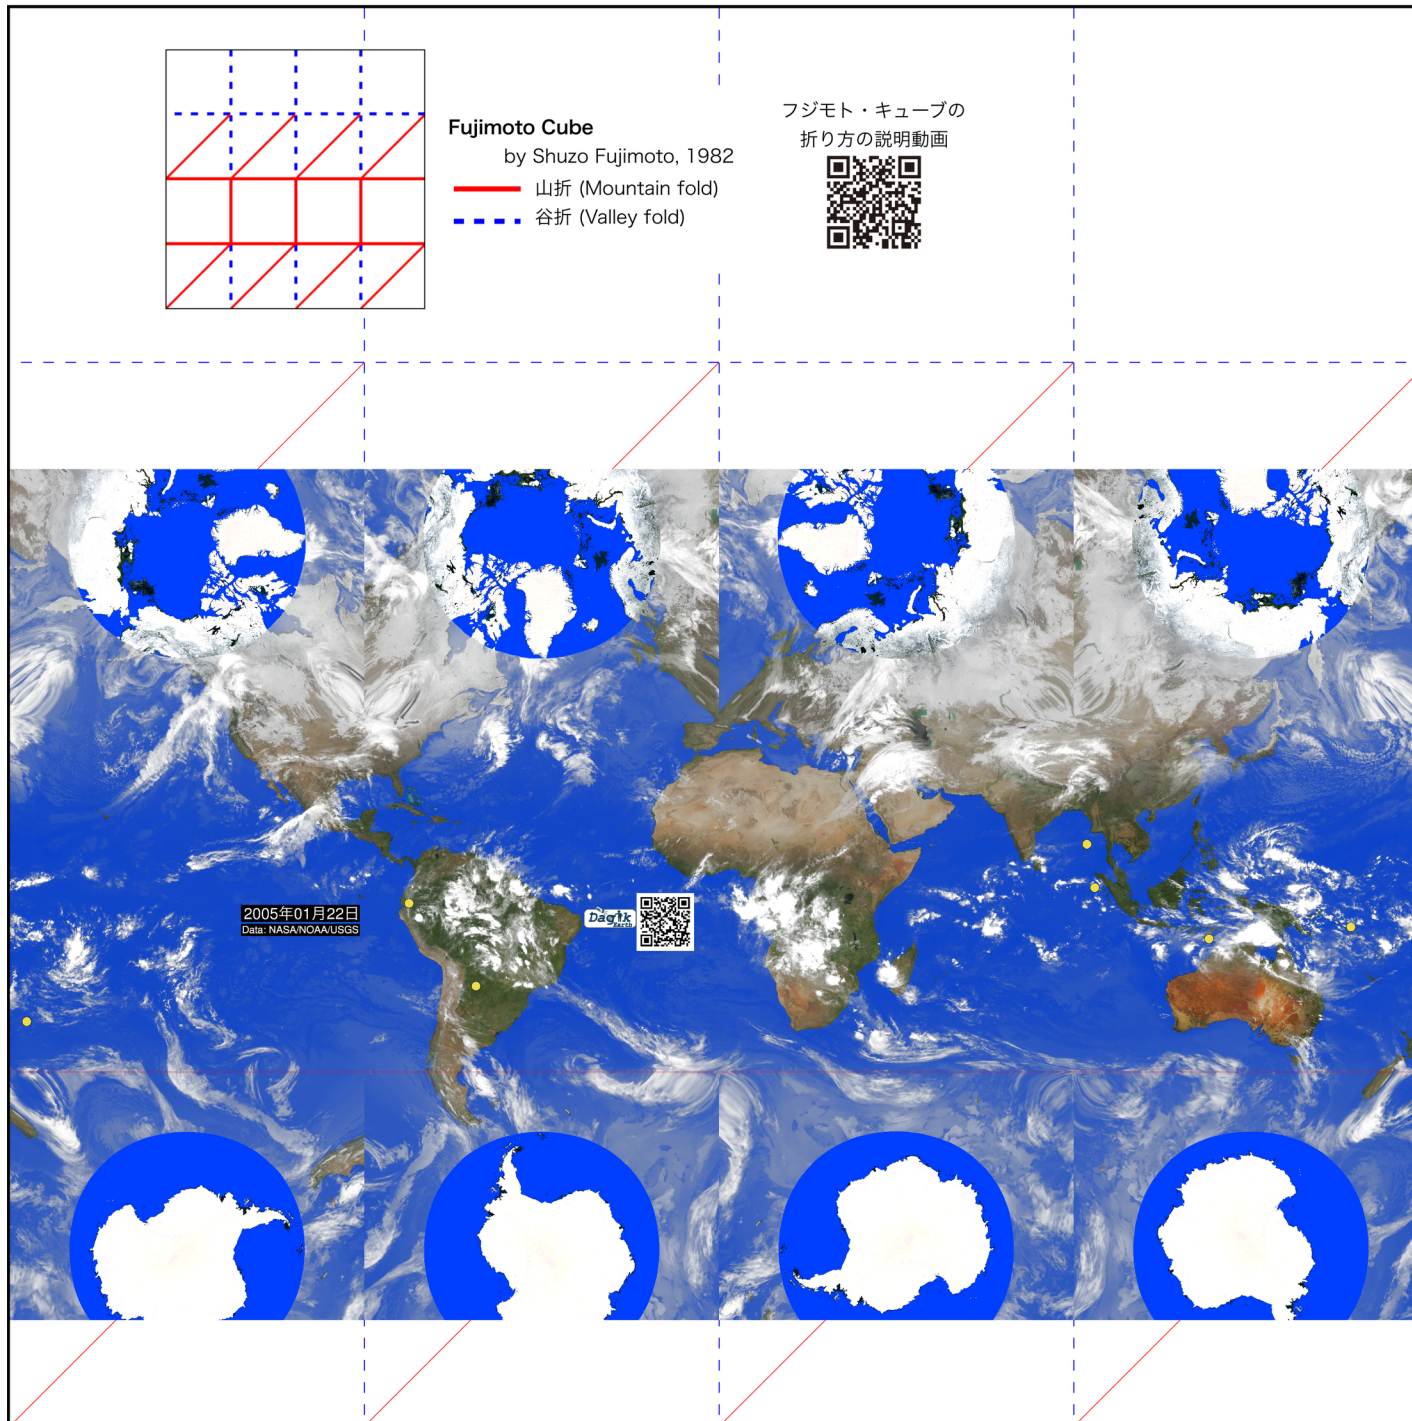 Fujimoto Cube
by Shuzo Fujimoto, 1982
山折 (Mountain fold)
谷折 (Valley fold)
フジモト・キューブの
折り方の説明動画
2005年01月22日
Data: NASA/NOAA/USGS
Dagik
Earth